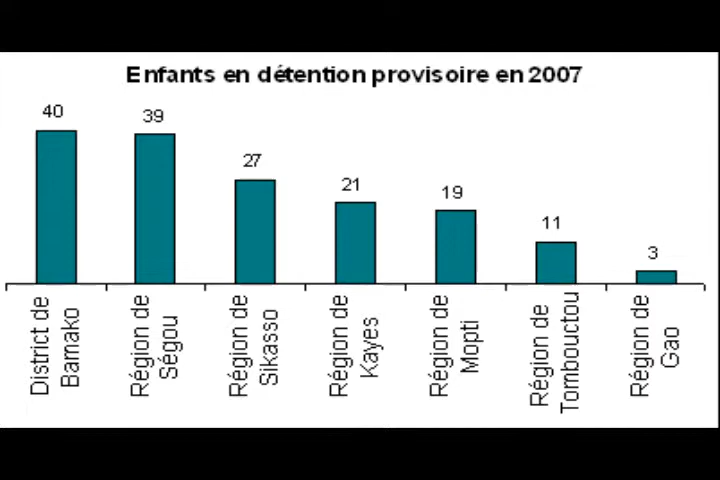 Enfants en détention provisoire en 2007
40
39
27
21
19
11
3
District de
Bamako
Région de
Ségou
Région de
Sikasso
Région de
Kayes
Région de
Mopti
Région de
Tombouctou
Région de
Gao